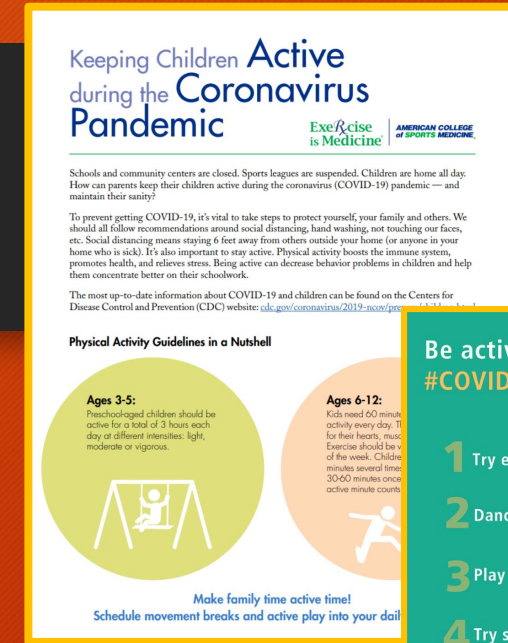 Keeping Children Active
during the Coronavirus
Pandemic
ExeRcise
is Medicine
AMERICAN COLLEGE
of SPORTS MEDICINE
Schools and community centers are closed. Sports leagues are suspended. Children are home all day.
How can parents keep their children active during the coronavirus (COVID-19) pandemic — and
maintain their sanity?
To prevent getting COVID-19, it's vital to take steps to protect yourself, your family and others. We
should all follow recommendations around social distancing, hand washing, not touching our faces,
etc. Social distancing means staying 6 feet away from others outside your home (or anyone in your
home who is sick). It's also important to stay active. Physical activity boosts the immune system,
promotes health, and relieves stress. Being active can decrease behavior problems in children and help
them concentrate better on their schoolwork.
The most up-to-date information about COVID-19 and children can be found on the Centers for
Disease Control and Prevention (CDC) website: cdc.gov/coronavirus/2019-ncov/
Physical Activity Guidelines in a Nutshell
Ages 3-5:
Preschool-aged children should be
active for a total of 3 hours each
day at different intensities: light,
moderate or vigorous.
Ages 6-12:
Kids need 60
activity every day.
for their hearts,
Exercise should be
of the week.
minutes several
30-60 minutes once
active minute counts
Make family time active time!
Schedule movement breaks and active play into your
Be
#COVID
1 Try
2
3 Play
4 Try